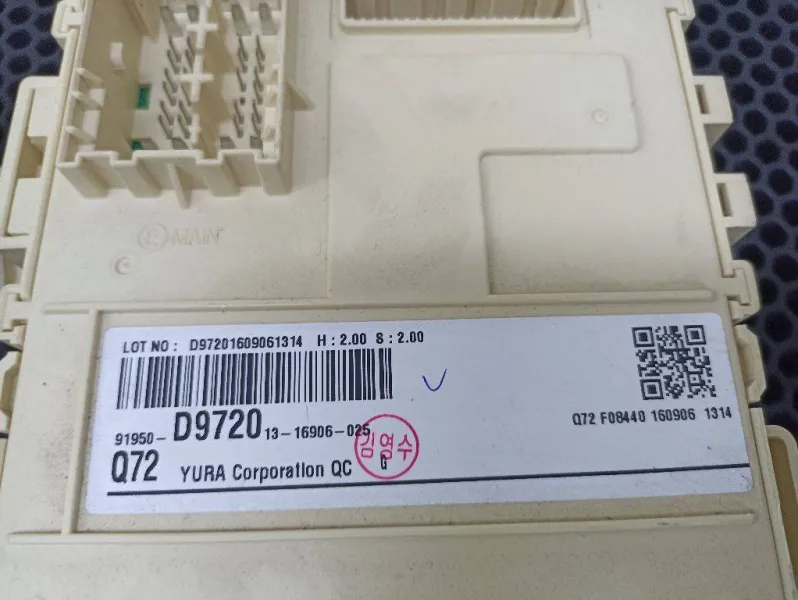 E MAIN
LOT NO : D97201609061314 H : 2.00 S : 2.00
91950- D9720 13-16906-025
Q72 F08440 160906 1314
김영수
Q72 YURA Corporation QC G